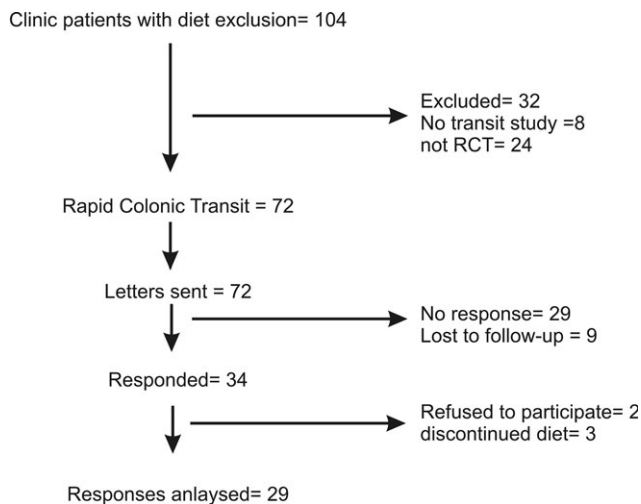 Clinic patients with diet exclusion= 104
Excluded= 32
No transit study =8
not RCT= 24
Rapid Colonic Transit = 72
Letters sent = 72
No response= 29
Lost to follow-up = 9
Responded= 34
Refused to participate= 2
discontinued diet= 3
Responses anlaysed= 29